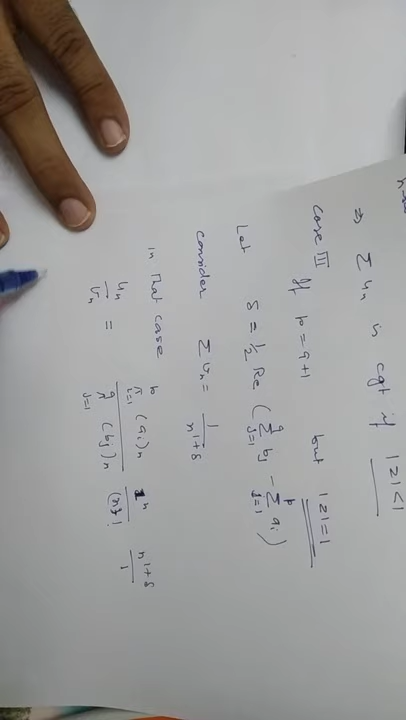 ⇒ Σ un is cgt if |z| < 1
Case III If p = q + 1 but |z| = 1
Let δ = 1/2 Re ( Σ_{j=1}^{q} bj - Σ_{i=1}^{p} ai )
consider Σ vn = 1/n^{1+δ}
in that case
un/vn = (π_{i=1}^{p} (ai)n / π_{j=1}^{q} (bj)n) z^n/(n)! n^{1+δ}/1